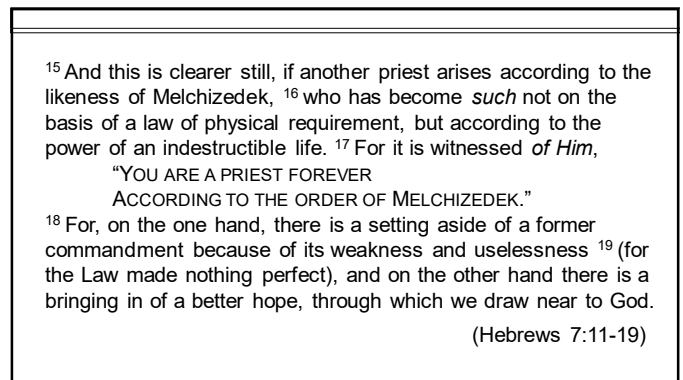 15 And this is clearer still, if another priest arises according to the
likeness of Melchizedek, 16 who has become such not on the
basis of a law of physical requirement, but according to the
power of an indestructible life. 17 For it is witnessed of Him,
“YOU ARE A PRIEST FOREVER
ACCORDING TO THE ORDER OF MELCHIZEDEK.”
18 For, on the one hand, there is a setting aside of a former
commandment because of its weakness and uselessness 19 (for
the Law made nothing perfect), and on the other hand there is a
bringing in of a better hope, through which we draw near to God.
(Hebrews 7:11-19)